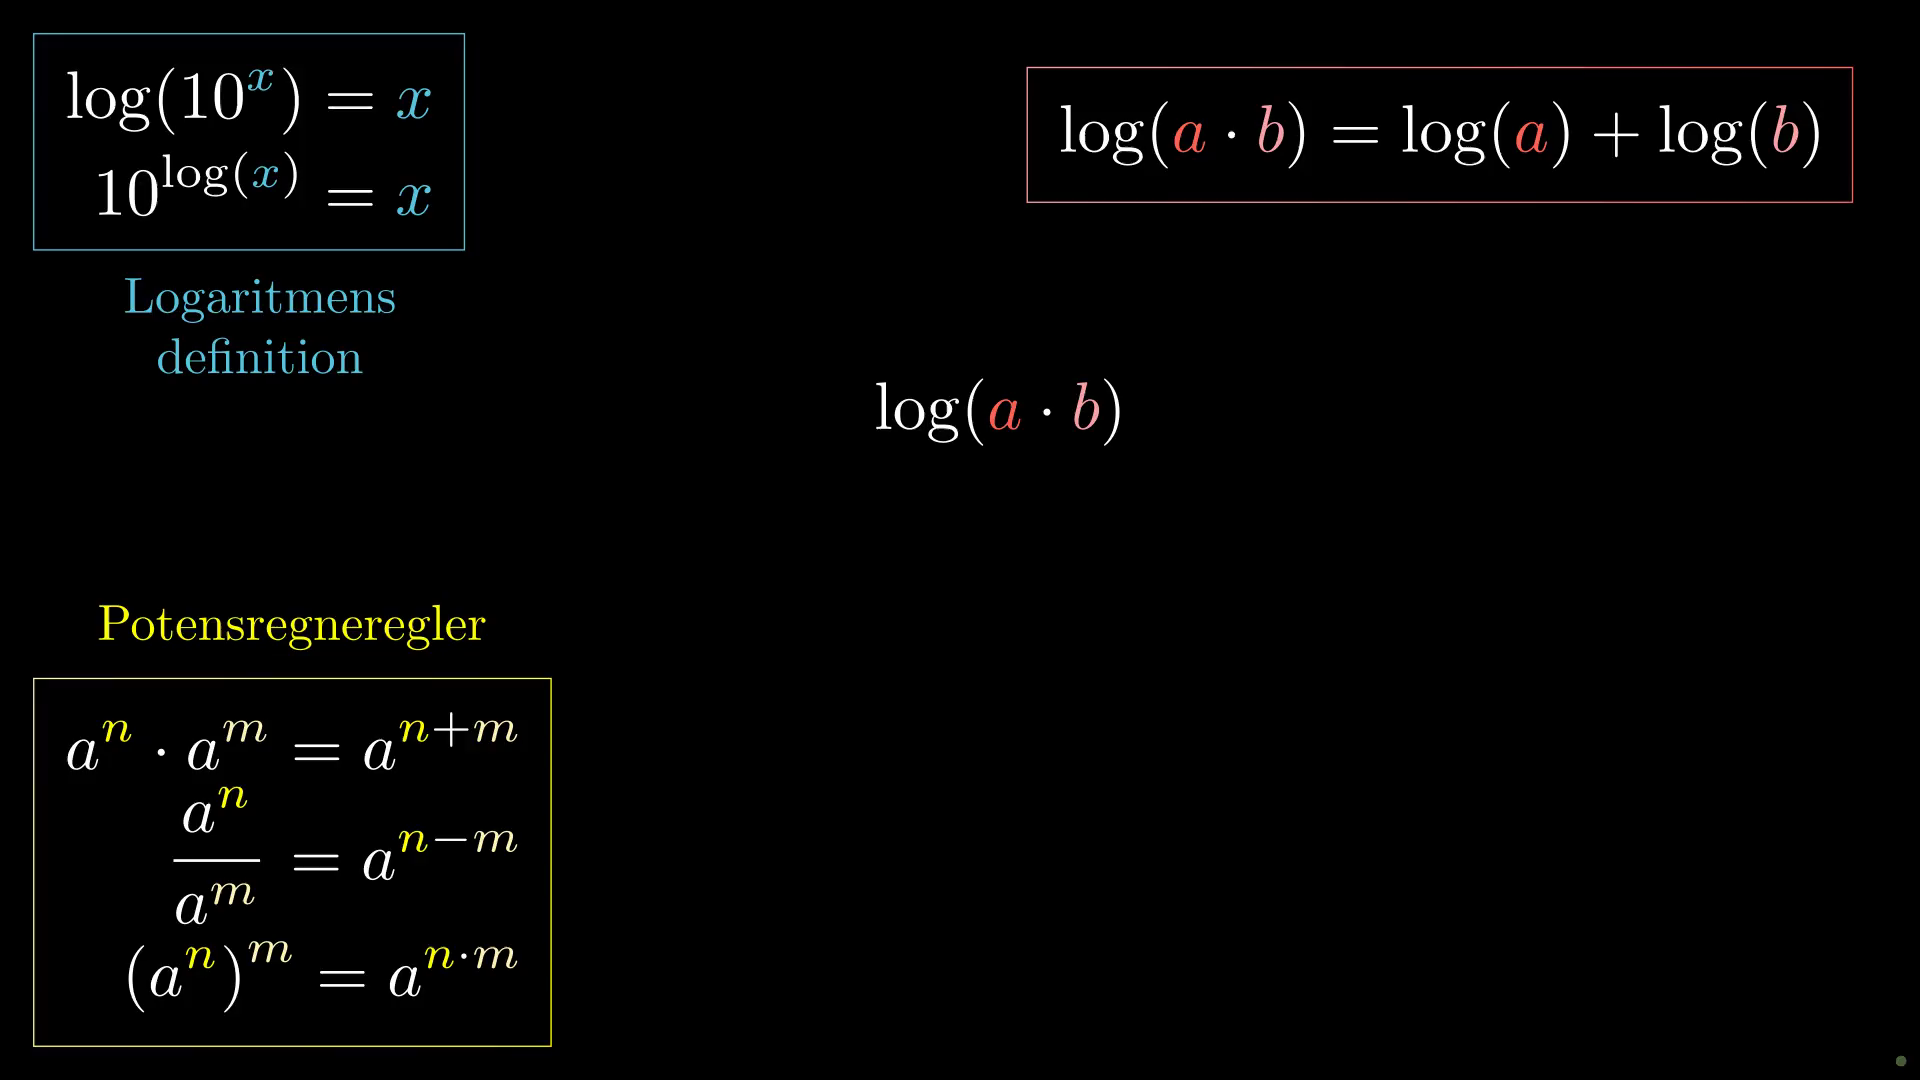 log(10^x) = x
10^log(x) = x
Logaritmens
definition
log(a · b) = log(a) + log(b)
log(a · b)
Potensregneregler
a^n · a^m = a^{n+m}
a^n / a^m = a^{n−m}
(a^n)^m = a^{n·m}